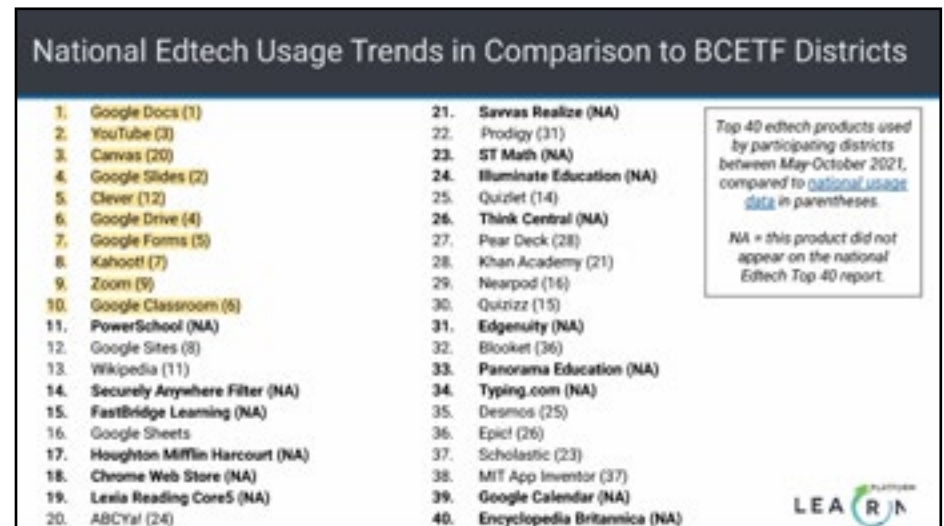 National Edtech Usage Trends in Comparison to BCETF Districts
1. Google Docs (1)
2. YouTube (3)
3. Canvas (20)
4. Google Slides (2)
5. Clever (12)
6. Google Drive (4)
7. Google Forms (5)
8. Kahoot! (7)
9. Zoom (9)
10. Google Classroom (6)
11. PowerSchool (NA)
12. Google Sites (8)
13. Wikipedia (11)
14. Securely Anywhere Filter (NA)
15. FastBridge Learning (NA)
16. Google Sheets
17. Houghton Mifflin Harcourt (NA)
18. Chrome Web Store (NA)
19. Lexia Reading Core5 (NA)
20. ABCYa! (24)
21. Savvas Realize (NA)
22. Prodigy (31)
23. ST Math (NA)
24. Illuminate Education (NA)
25. Quizlet (14)
26. Think Central (NA)
27. Pear Deck (28)
28. Khan Academy (21)
29. Nearpod (16)
30. Quizizz (15)
31. Edgenuity (NA)
32. Blooket (36)
33. Panorama Education (NA)
34. Typing.com (NA)
35. Desmos (25)
36. Epic! (26)
37. Scholastic (23)
38. MIT App Inventor (37)
39. Google Calendar (NA)
40. Encyclopedia Britannica (NA)
Top 40 edtech products used
by participating districts
between May-October 2021,
compared to national usage
data in parentheses.
NA = this product did not
appear on the national
Edtech Top 40 report.
PLATFORM
LEARN